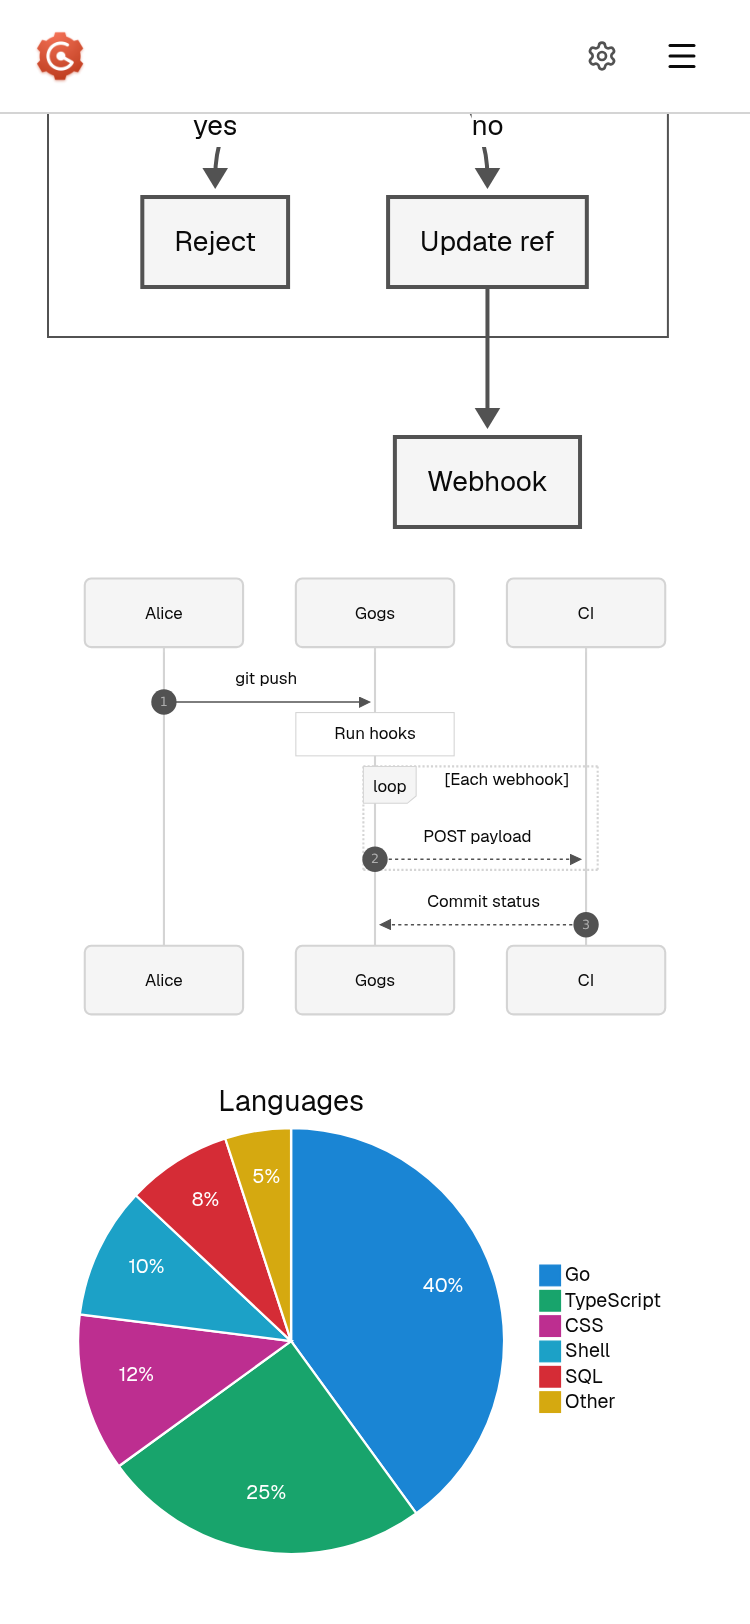 yes
no
Reject
Update ref
Webhook
Alice
Gogs
CI
git push
1
Run hooks
loop
[Each webhook]
POST payload
2
Commit status
3
Alice
Gogs
CI
Languages
5%
8%
10%
40%
12%
25%
Go
TypeScript
CSS
Shell
SQL
Other